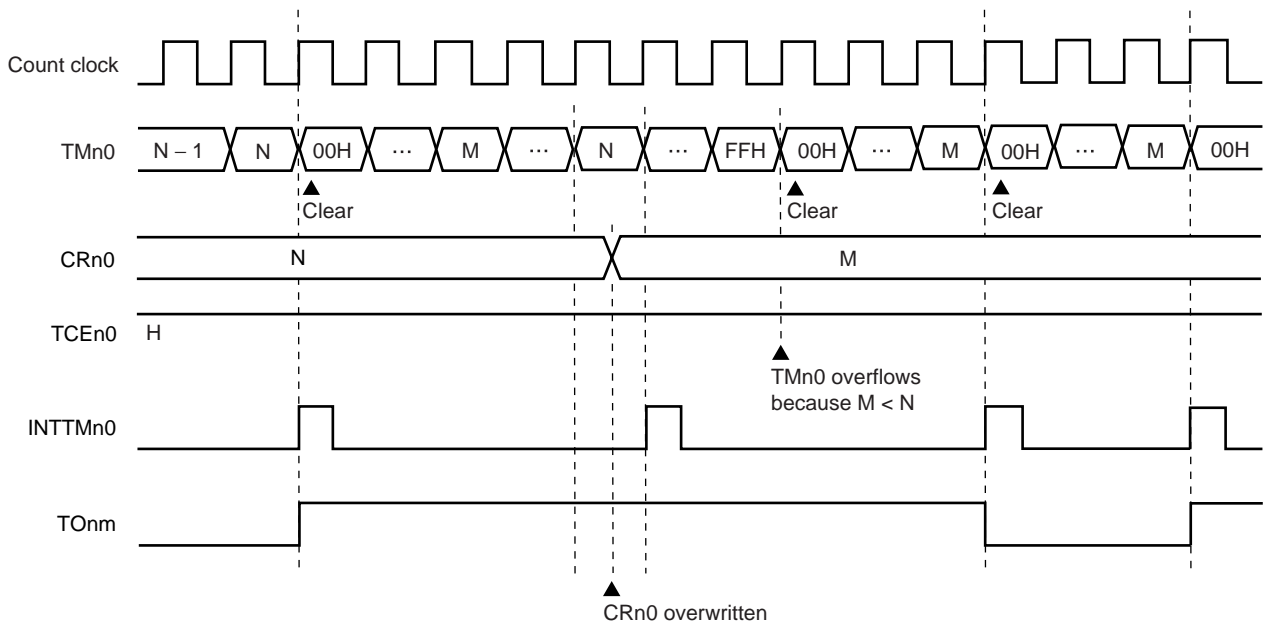 Count clock
TMn0 N – 1 N 00H ... M ... N ... FFH 00H ... M 00H ... M 00H
Clear Clear Clear
CRn0 N M
TCEn0 H
TMn0 overflows
because M < N
INTTMn0
TOnm
CRn0 overwritten